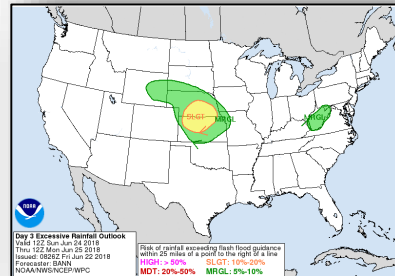 SLGT
MRGL
MRGL
NOAA
Day 3 Excessive Rainfall Outlook
Valid 12Z Sun Jun 24 2018
Thru 12Z Mon Jun 25 2018
Issued: 0826Z Fri Jun 22 2018
Forecaster: BANN
NOAA/NWS/NCEP/WPC
Risk of rainfall exceeding flash flood guidance
within 25 miles of a point to the right of a line
HIGH: > 50% SLGT: 10%-20%
MDT: 20%-50% MRGL: 5%-10%